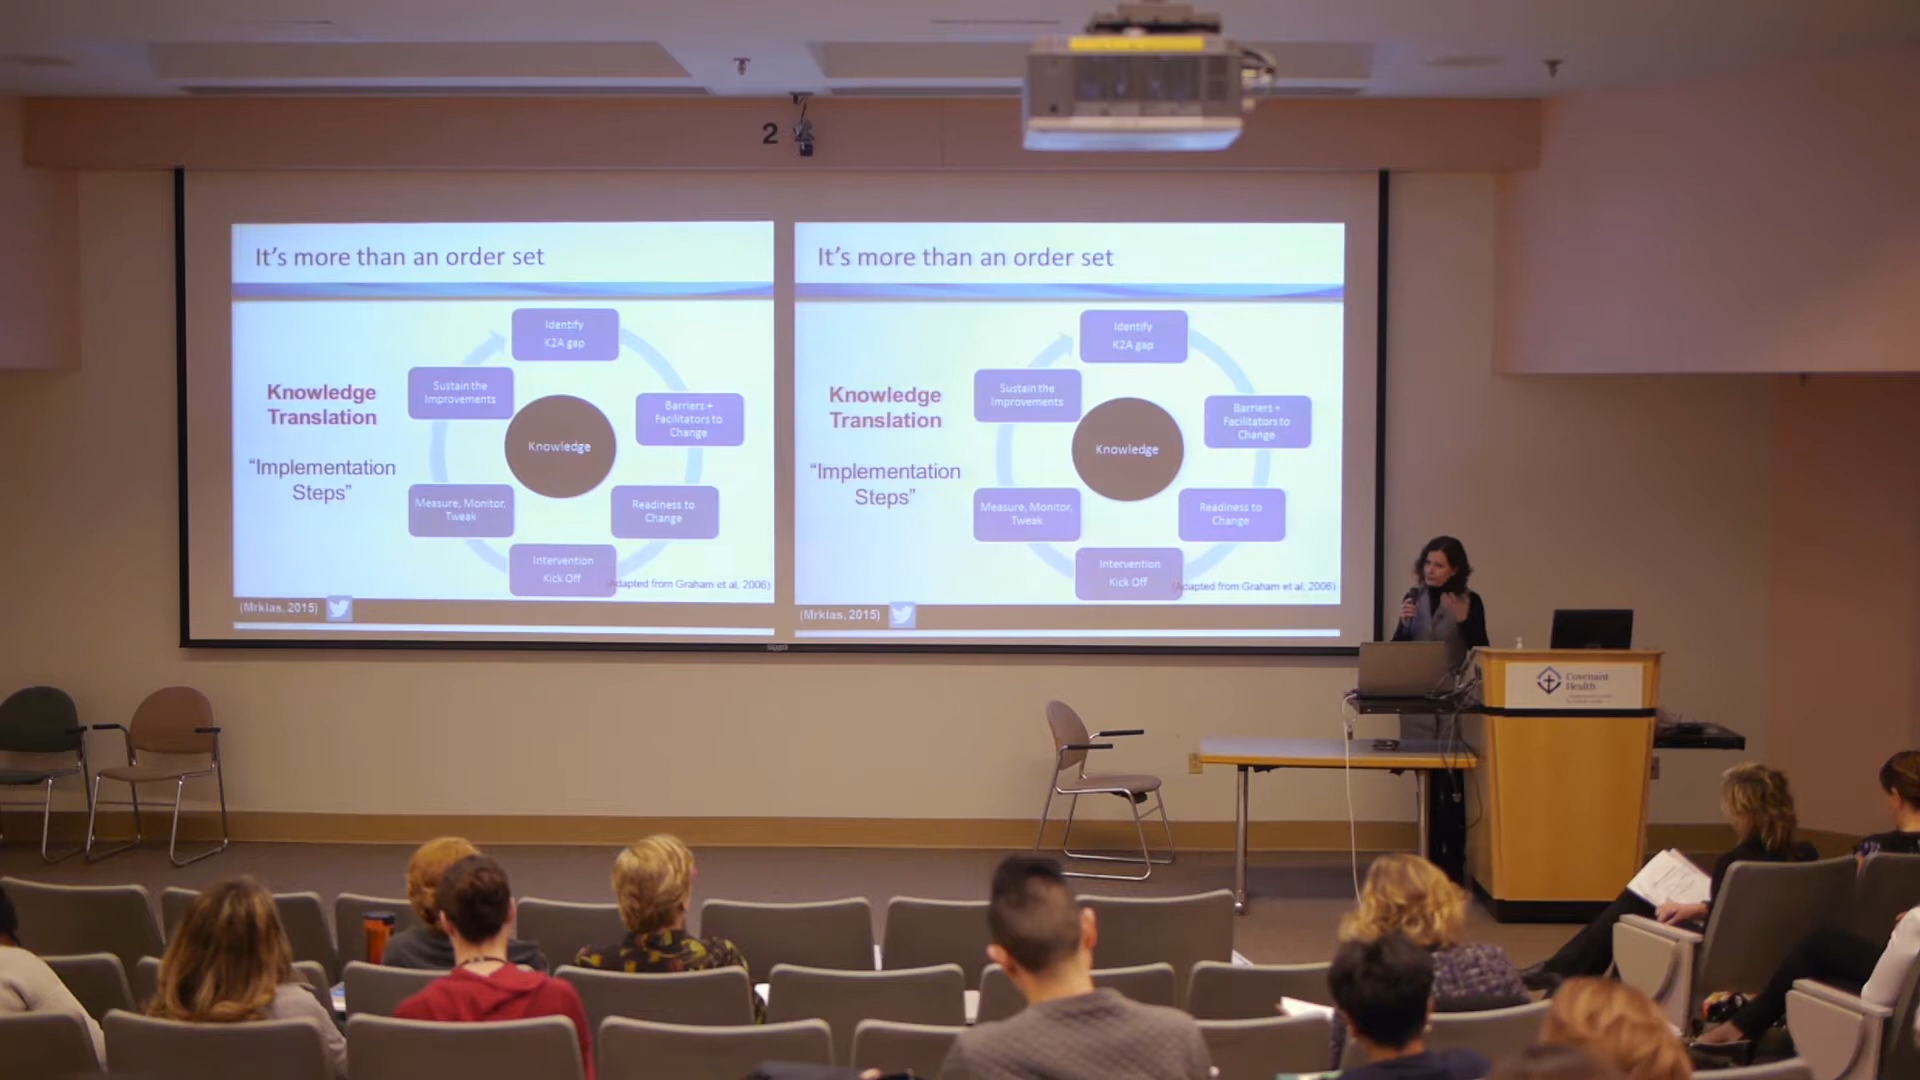 2
It's more than an order set
Knowledge
Translation
“Implementation
Steps”
Identify
K2A gap
Barriers +
Facilitators to
Change
Readiness to
Change
Intervention
Kick Off
Measure, Monitor,
Tweak
Sustain the
Improvements
Knowledge
(Adapted from Graham et al, 2006)
(Mrklas, 2015)
It's more than an order set
Knowledge
Translation
“Implementation
Steps”
Identify
K2A gap
Barriers +
Facilitators to
Change
Readiness to
Change
Intervention
Kick Off
Measure, Monitor,
Tweak
Sustain the
Improvements
Knowledge
(Adapted from Graham et al, 2006)
(Mrklas, 2015)
Covenant
Health